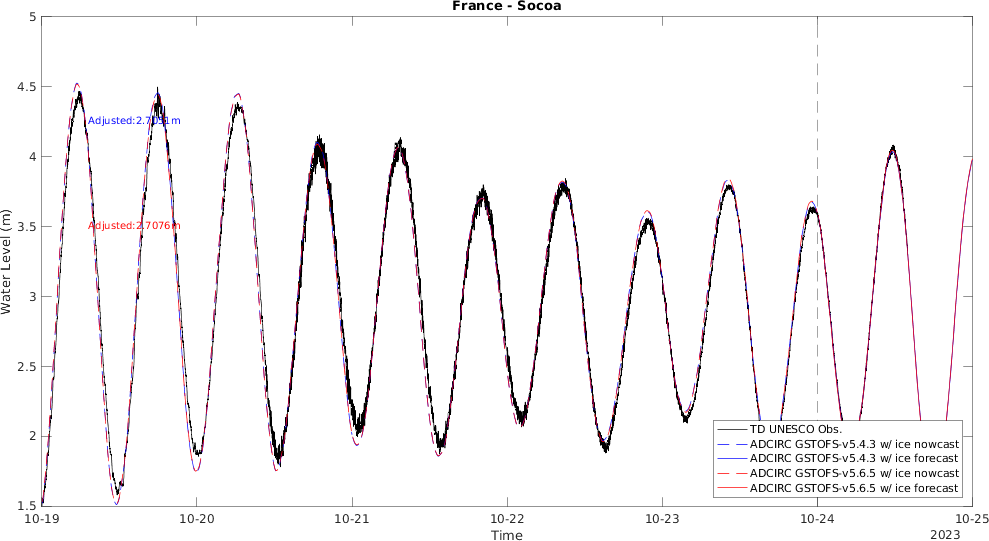 France - Socoa
Water Level (m)
5
4.5
4
3.5
3
2.5
2
1.5
Adjusted:2.7076m
TD UNESCO Obs.
ADCIRC GSTOFS-v5.4.3 w/ ice nowcast
ADCIRC GSTOFS-v5.4.3 w/ ice forecast
ADCIRC GSTOFS-v5.6.5 w/ ice nowcast
ADCIRC GSTOFS-v5.6.5 w/ ice forecast
10-19 10-20 10-21 10-22 10-23 10-24 10-25
Time
2023